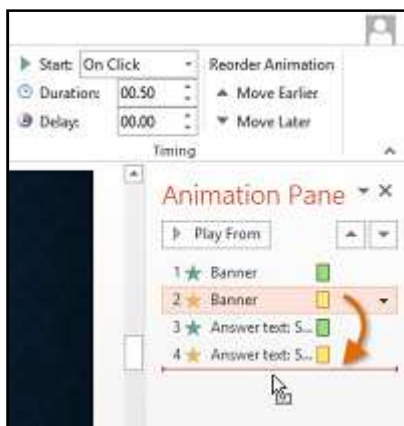 Start: On Click Reorder Animation
Duration: 00.50 Move Earlier
Delay: 00.00 Move Later
Timing
Animation Pane
Play From
1 Banner
2 Banner
3 Answer text: S...
4 Answer text: S...